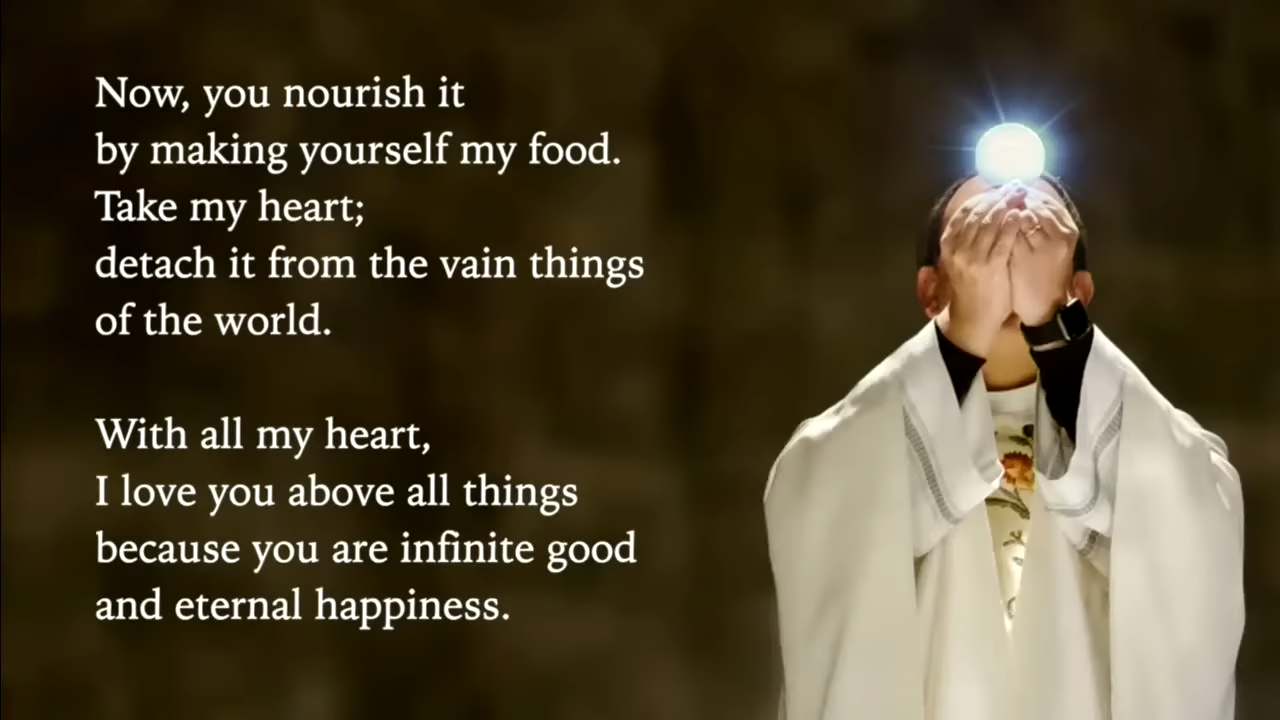 Now, you nourish it
by making yourself my food.
Take my heart;
detach it from the vain things
of the world.
With all my heart,
I love you above all things
because you are infinite good
and eternal happiness.